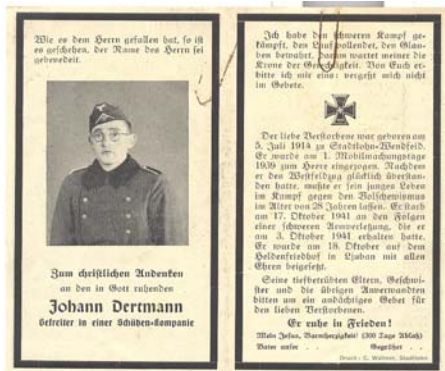 Wie es dem Herrn gefallen hat, so ist
es geschehen, der Name des Herrn sei
gebenedeit.
Zum christlichen Andenken
an den in Gott ruhenden
Johann Dertmann
Gefreiter in einer Schützen-Kompanie
Ich habe den schweren Kampf ge-
kämpft, den Lauf vollendet, den Glau-
ben bewahrt, darum wartet meiner die
Krone der Gerechtigkeit. Von Euch er-
bitte ich nur eins: vergeßt mich nicht
im Gebete.
Der liebe Verstorbene war geboren am
5. Juli 1914 zu Stadtlohn-Wendfeld.
Er wurde am 1. Mobilmachungstage
1939 zum Heere eingezogen. Nachdem
er den Westfeldzug glücklich überstan-
den hatte, mußte er sein junges Leben
im Kampf gegen den Bolschewismus
im Alter von 28 Jahren lassen. Er starb
am 17. Oktober 1941 an den Folgen
einer schweren Armverletzung, die er
am 3. Oktober 1941 erhalten hatte.
Er wurde am 18. Oktober auf dem
Heldenfriedhof in Ljuban mit allen
Ehren beigesetzt.
Seine tiefbetrübten Eltern, Geschwi-
ster und die übrigen Anverwandten
bitten um ein andächtiges Gebet für
den lieben Verstorbenen.
Er ruhe in Frieden!
Mein Jesus, Barmherzigkeit! (300 Tage Ablaß)
Vater unser . . Gegrüßet . .
Druck: C. Wüllner, Stadtlohn